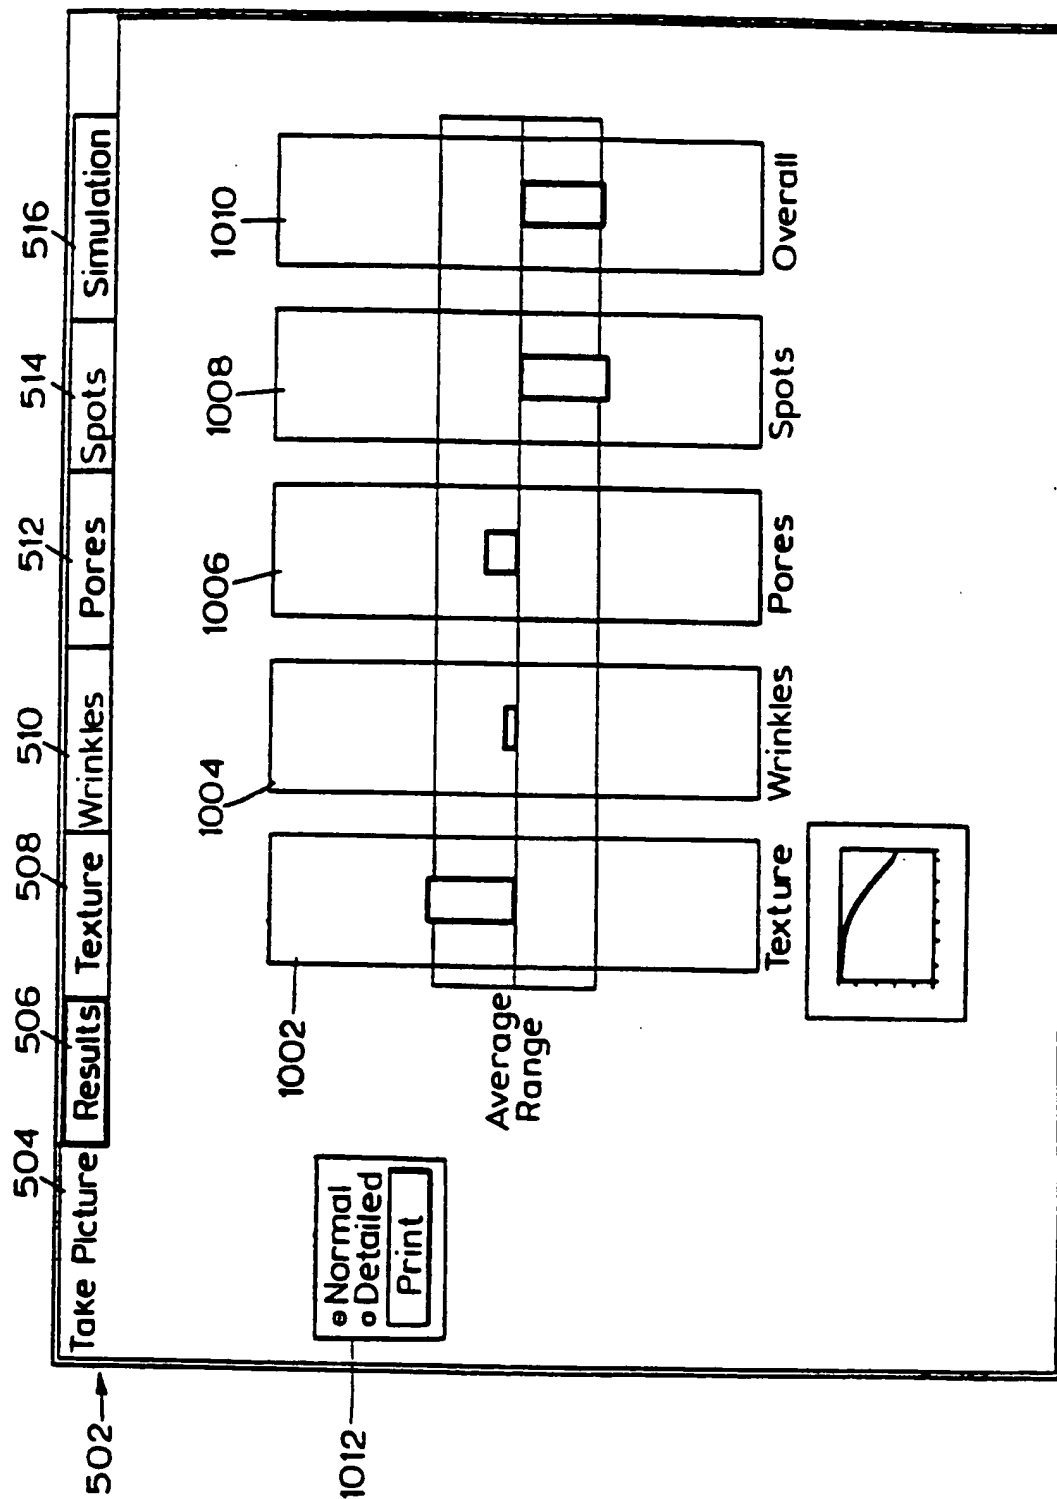 504
506
508
510
512
514
516
502
Take Picture
Results
Texture
Wrinkles
Pores
Spots
Simulation
1002
1004
1006
1008
1010
1012
Normal
Detailed
Print
Average
Range
Texture
Wrinkles
Pores
Spots
Overall